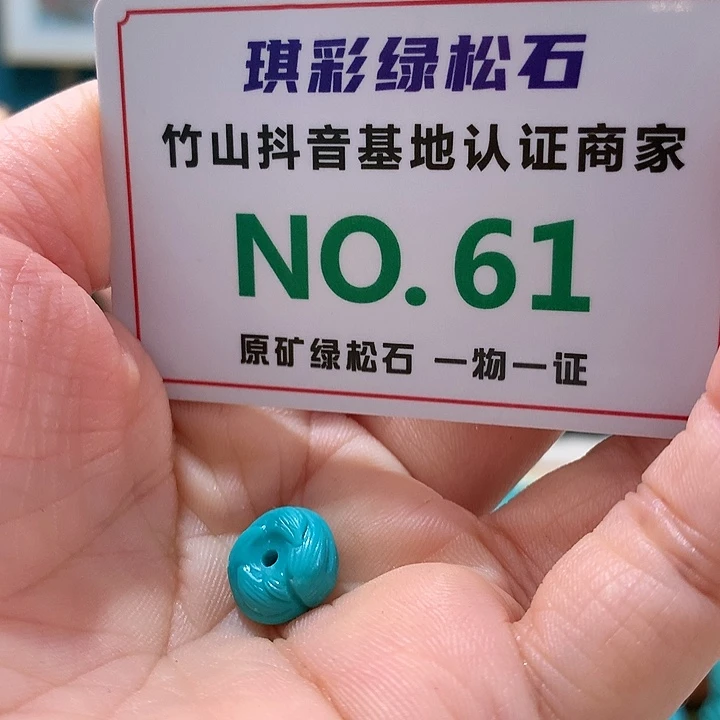 琪彩绿松石
竹山抖音基地认证商家
NO.61
原矿绿松石 一物一证